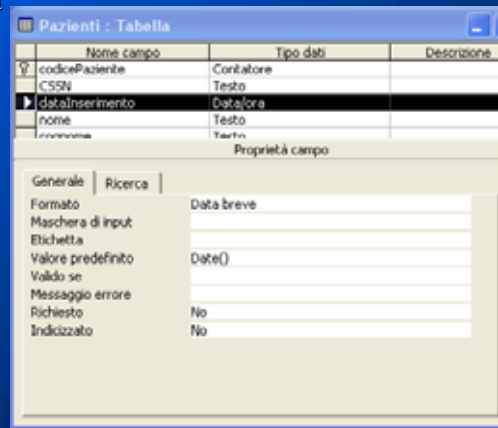 Pazienti : Tabella
Nome campo Tipo dati Descrizione
codicePaziente Contatore
CSSN Testo
dataInserimento Data/ora
nome Testo
cognome Testo
Proprietà campo
Generale Ricerca
Formato Data breve
Maschera di input
Etichetta
Valore predefinito Date()
Valido se
Messaggio errore
Richiesto No
Indicizzato No